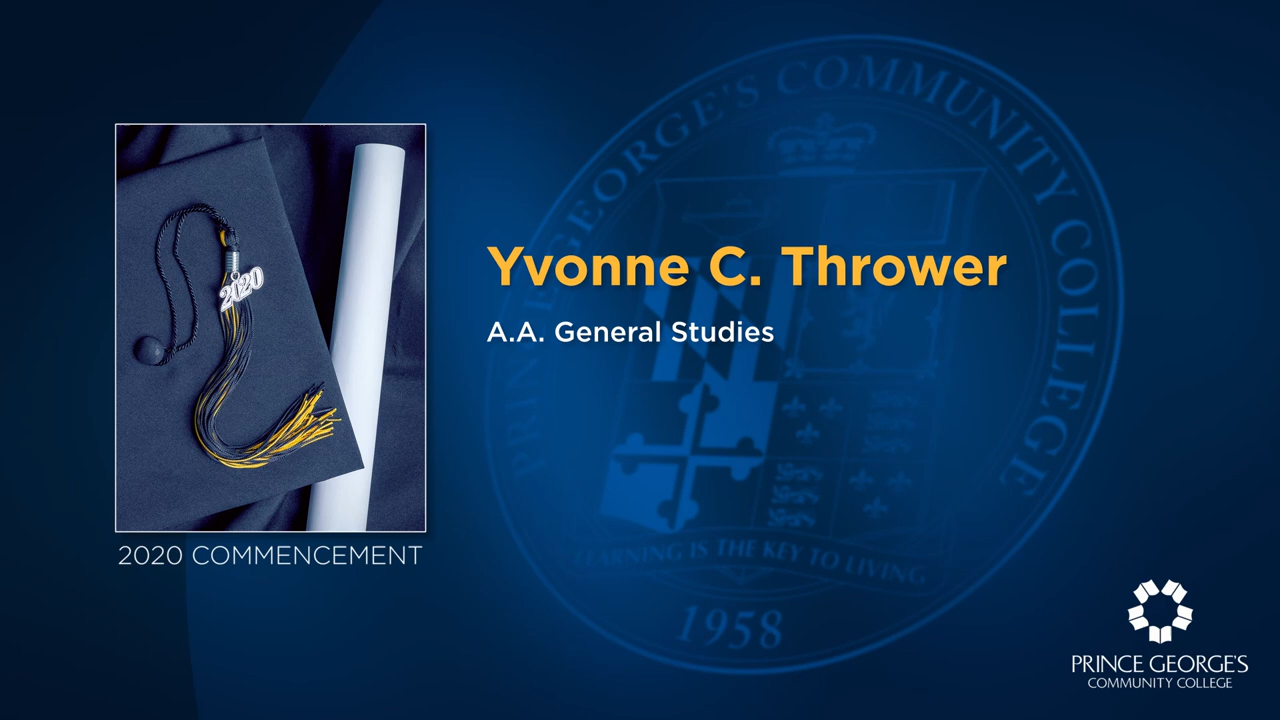 PRINCE GEORGE'S COMMUNITY COLLEGE
2020
Yvonne C. Thrower
A.A. General Studies
LEARNING IS THE KEY TO LIVING
1958
2020 COMMENCEMENT
PRINCE GEORGE'S
COMMUNITY COLLEGE